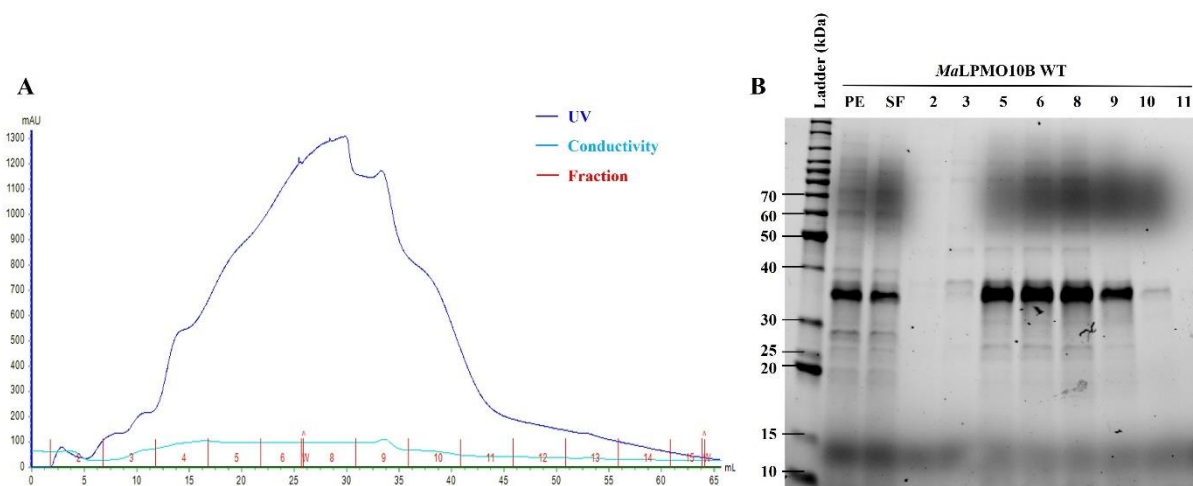 A
mAU
1300
1200
1100
1000
900
800
700
600
500
400
300
200
100
0
UV
Conductivity
Fraction
2 3 4 5 6 W 8 9 10 11 12 13 14 15 W
0 5 10 15 20 25 30 35 40 45 50 55 60 65 mL
B
Ladder (kDa)
MaLPMO10B WT
PE SF 2 3 5 6 8 9 10 11
70
60
50
40
30
25
20
15
10